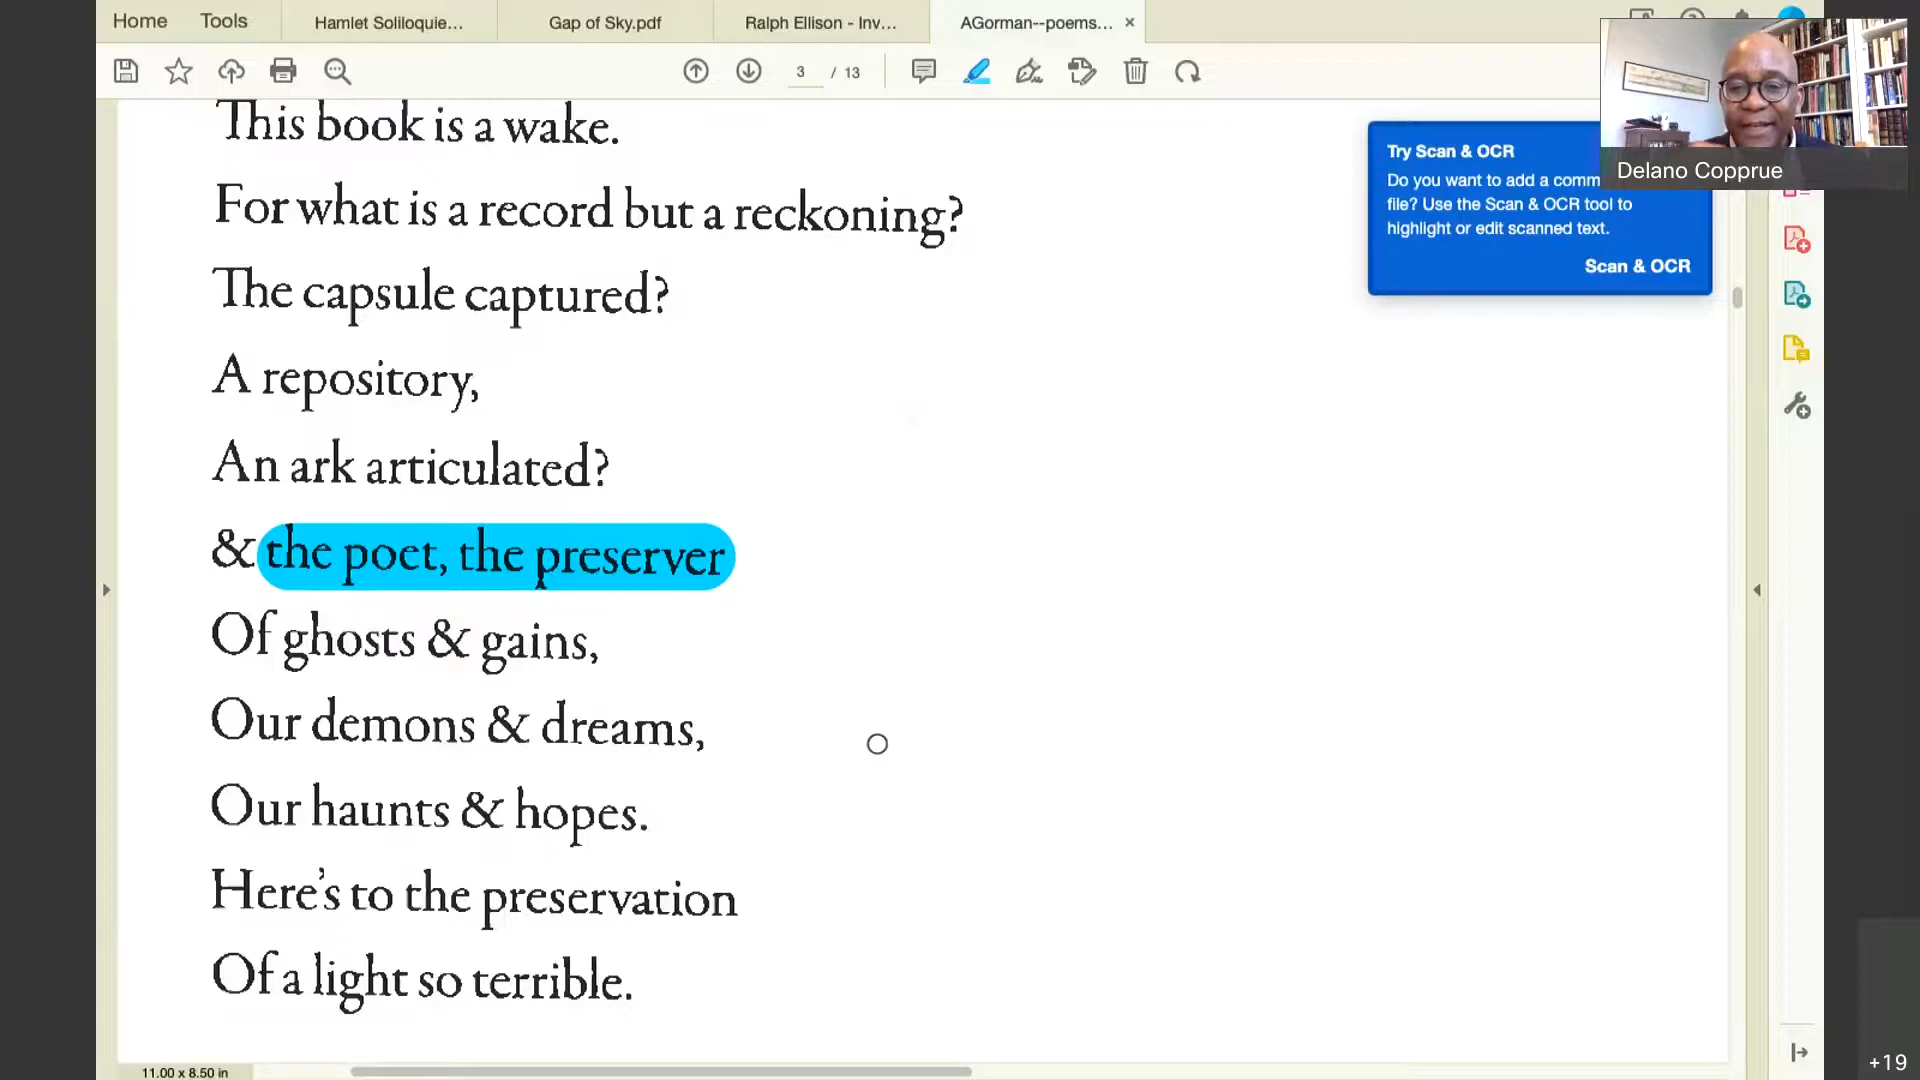 Home
Tools
Hamlet Soliloquie...
Gap of Sky.pdf
Ralph Ellison - Inv...
AGorman--poems... ×
3 / 13
This book is a wake.
For what is a record but a reckoning?
The capsule captured?
A repository,
An ark articulated?
& the poet, the preserver
Of ghosts & gains,
Our demons & dreams,
Our haunts & hopes.
Here's to the preservation
Of a light so terrible.
Try Scan & OCR
Do you want to add a comm
file? Use the Scan & OCR tool to
highlight or edit scanned text.
Scan & OCR
Delano Copprue
11.00 x 8.50 in
+19